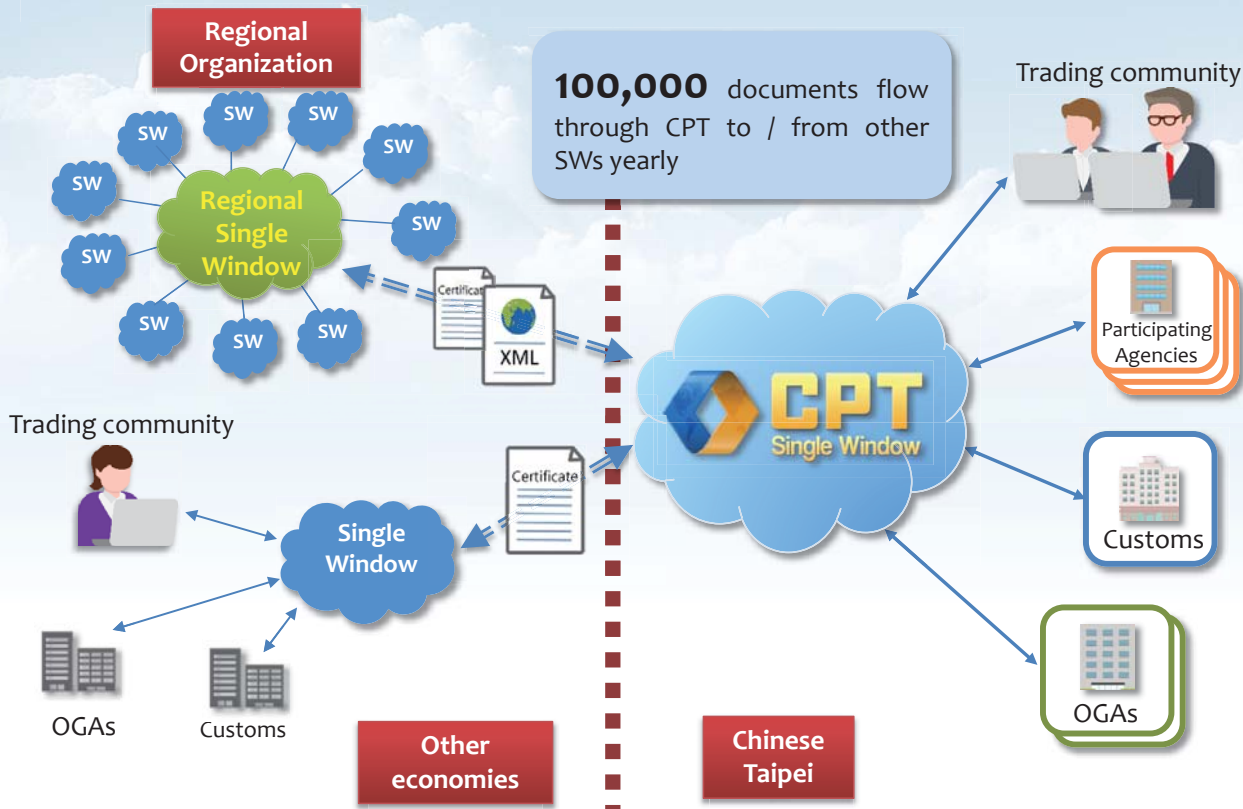 Regional
Organization
SW
SW
SW
SW
SW
SW
SW
SW
SW
SW
SW
Regional
Single
Window
100,000 documents flow
through CPT to / from other
SWs yearly
Trading community
Certificate
XML
Participating
Agencies
CPT
Single Window
Trading community
Certificate
Single
Window
Customs
OGAs
Customs
OGAs
Other
economies
Chinese
Taipei